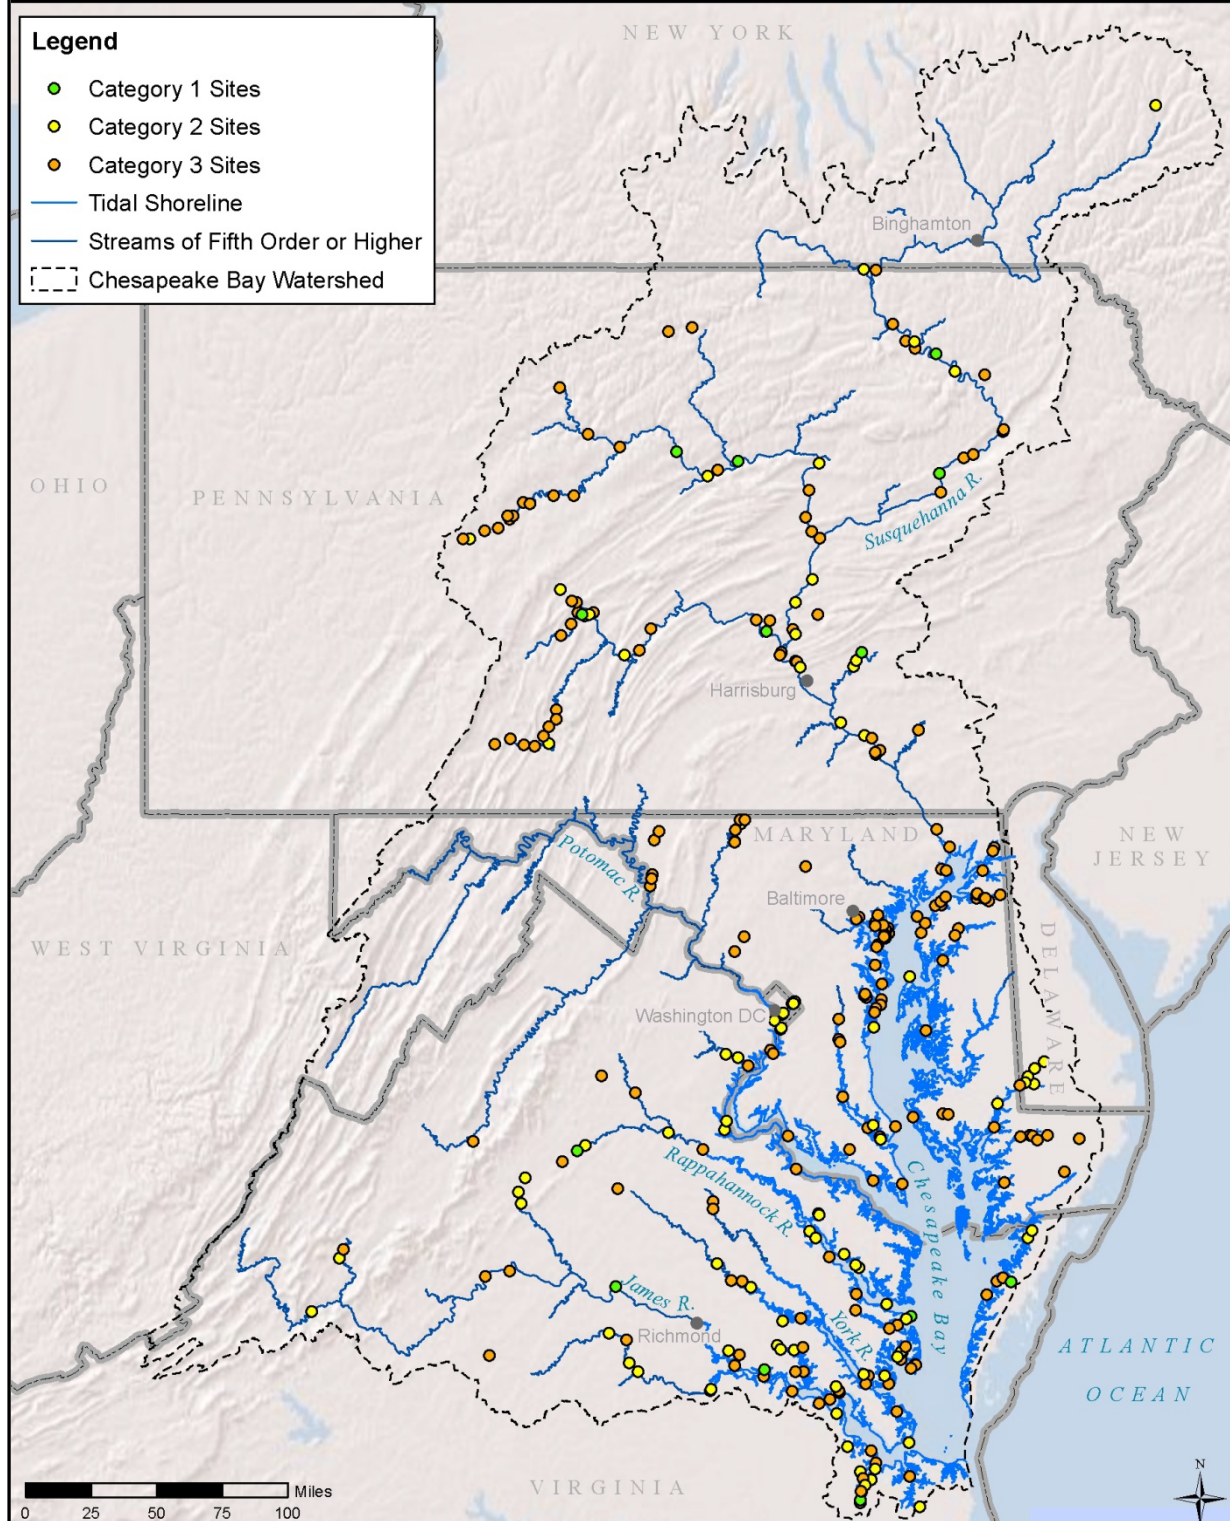 Legend
Category 1 Sites
Category 2 Sites
Category 3 Sites
Tidal Shoreline
Streams of Fifth Order or Higher
Chesapeake Bay Watershed
NEW YORK
Binghamton
OHIO
PENNSYLVANIA
Susquehanna R.
Harrisburg
MARYLAND
NEW
JERSEY
Potomac R.
Baltimore
WEST VIRGINIA
DELAWARE
Washington DC
Rappahannock R.
Chesapeake Bay
James R.
York R.
Richmond
ATLANTIC
OCEAN
VIRGINIA
N
Miles
0 25 50 75 100